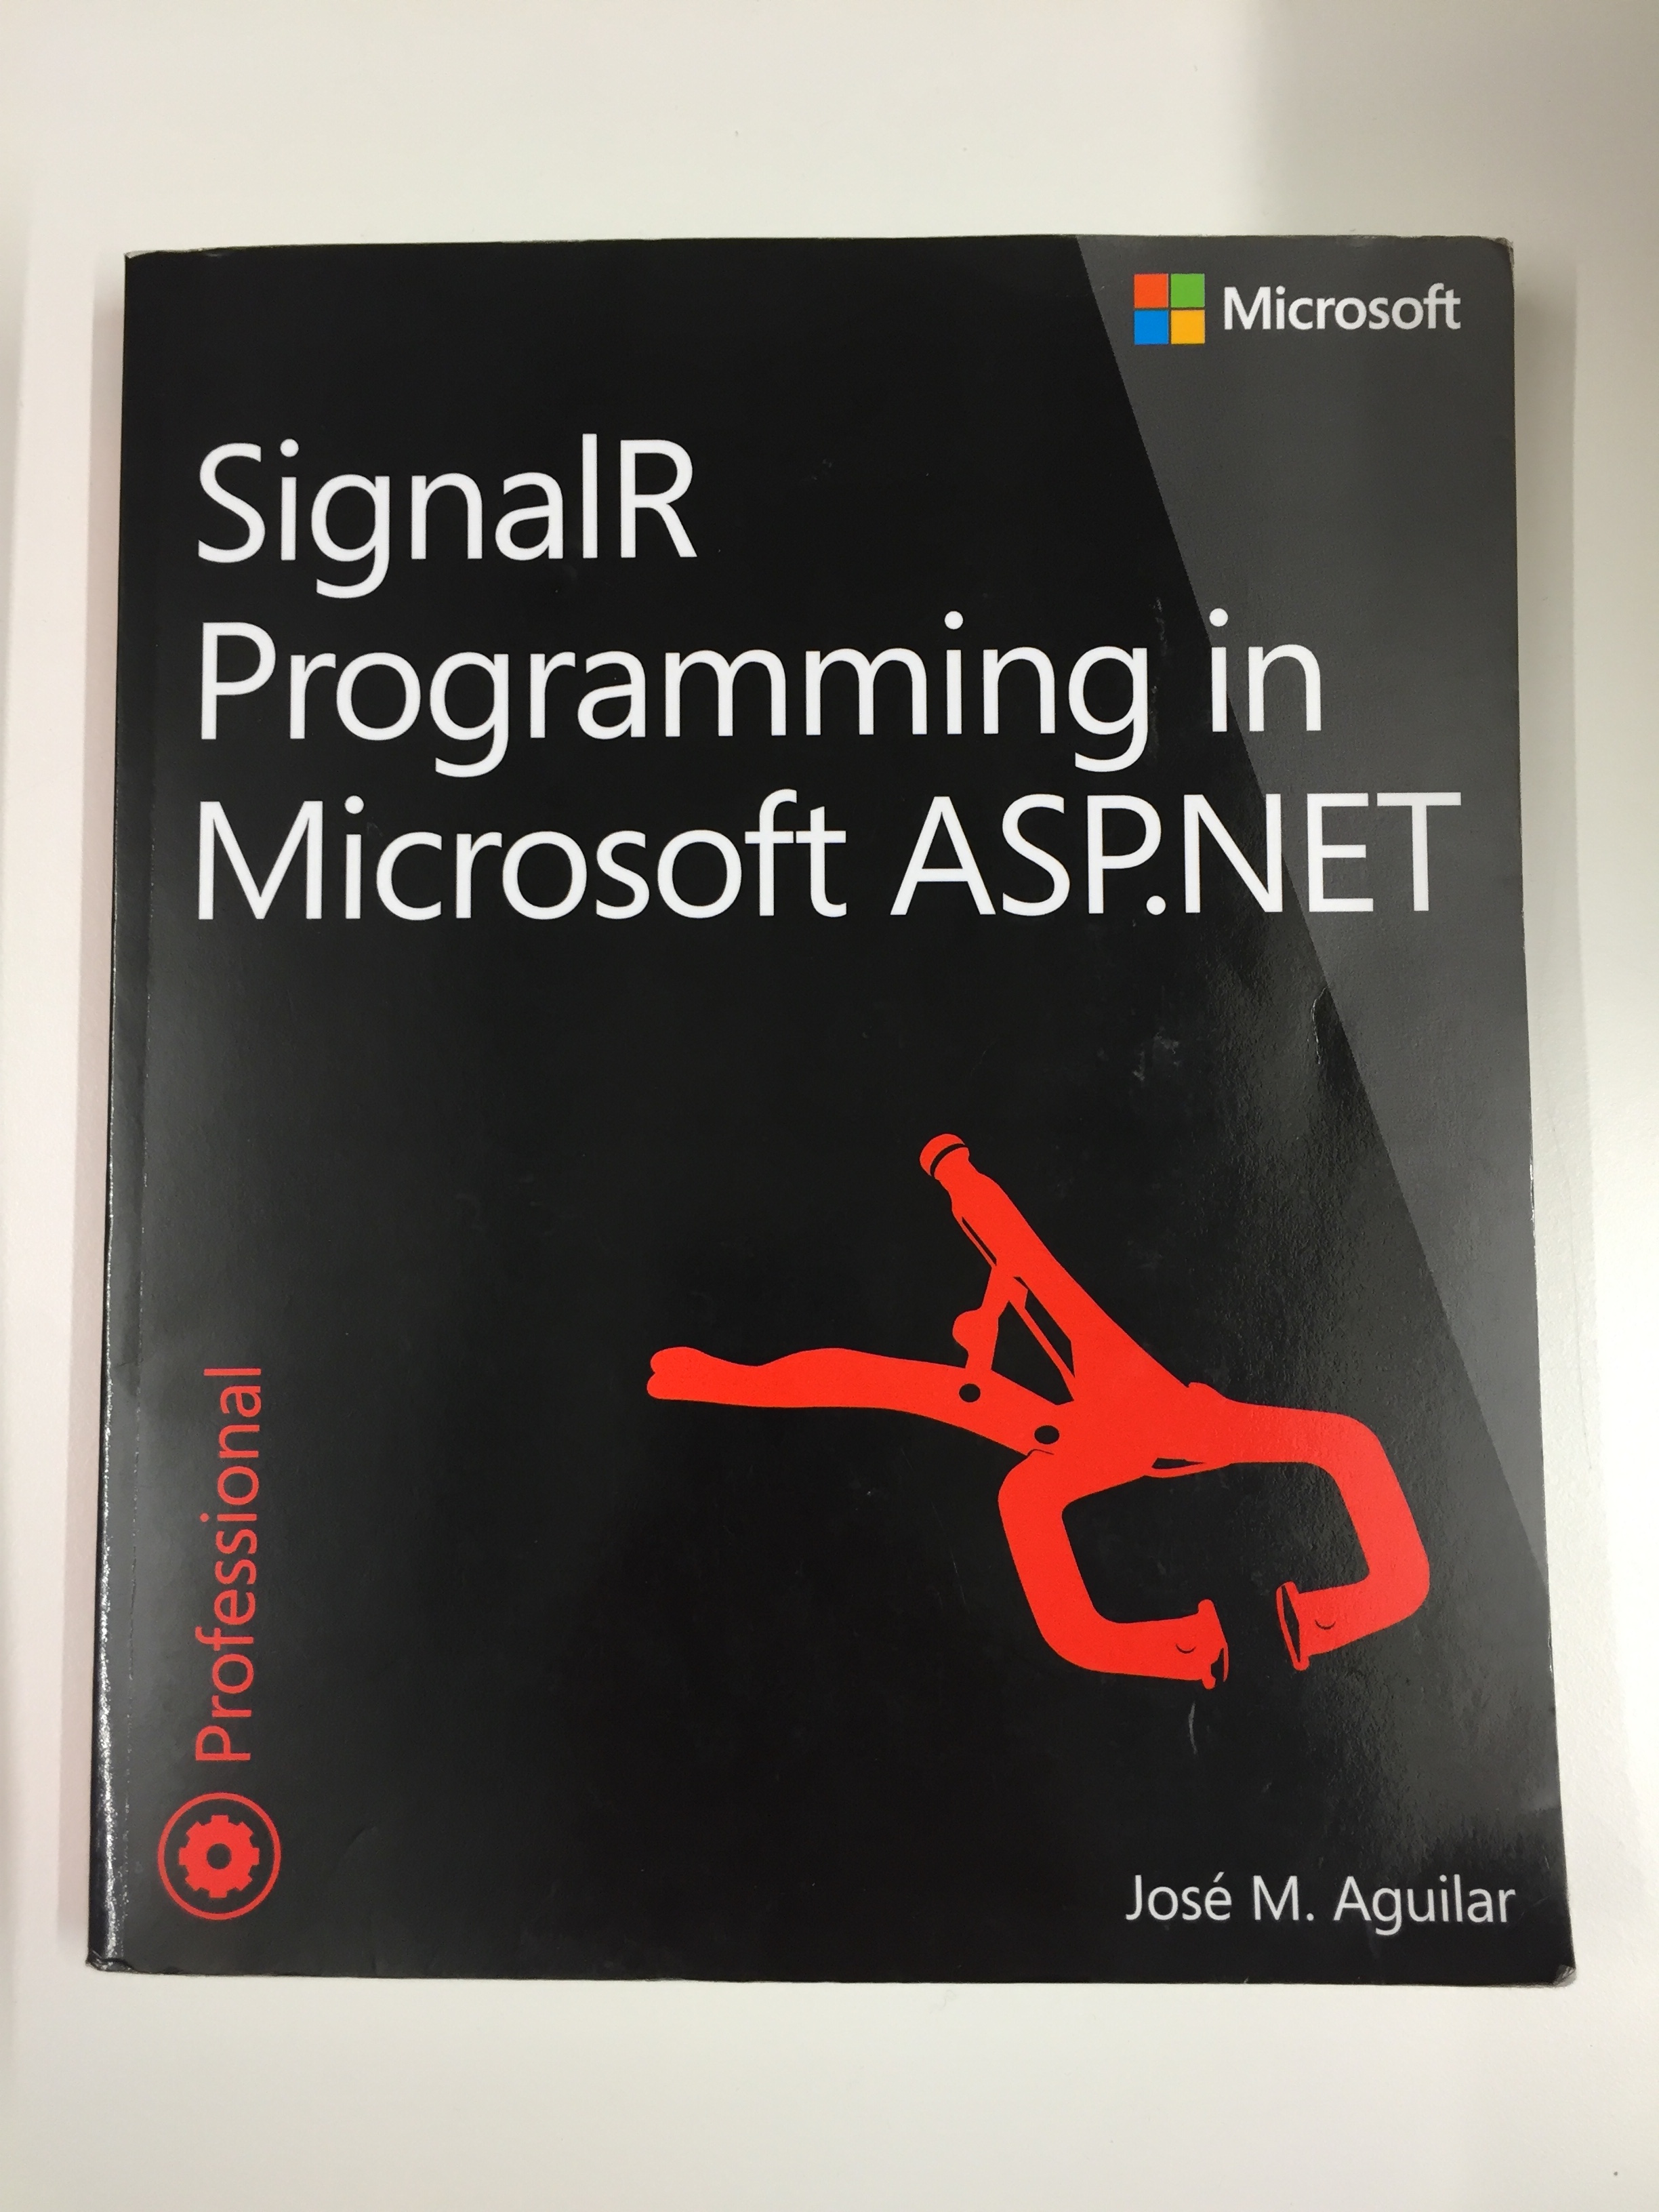 Microsoft
SignalR
Programming in
Microsoft ASP.NET
Professional
José M. Aguilar